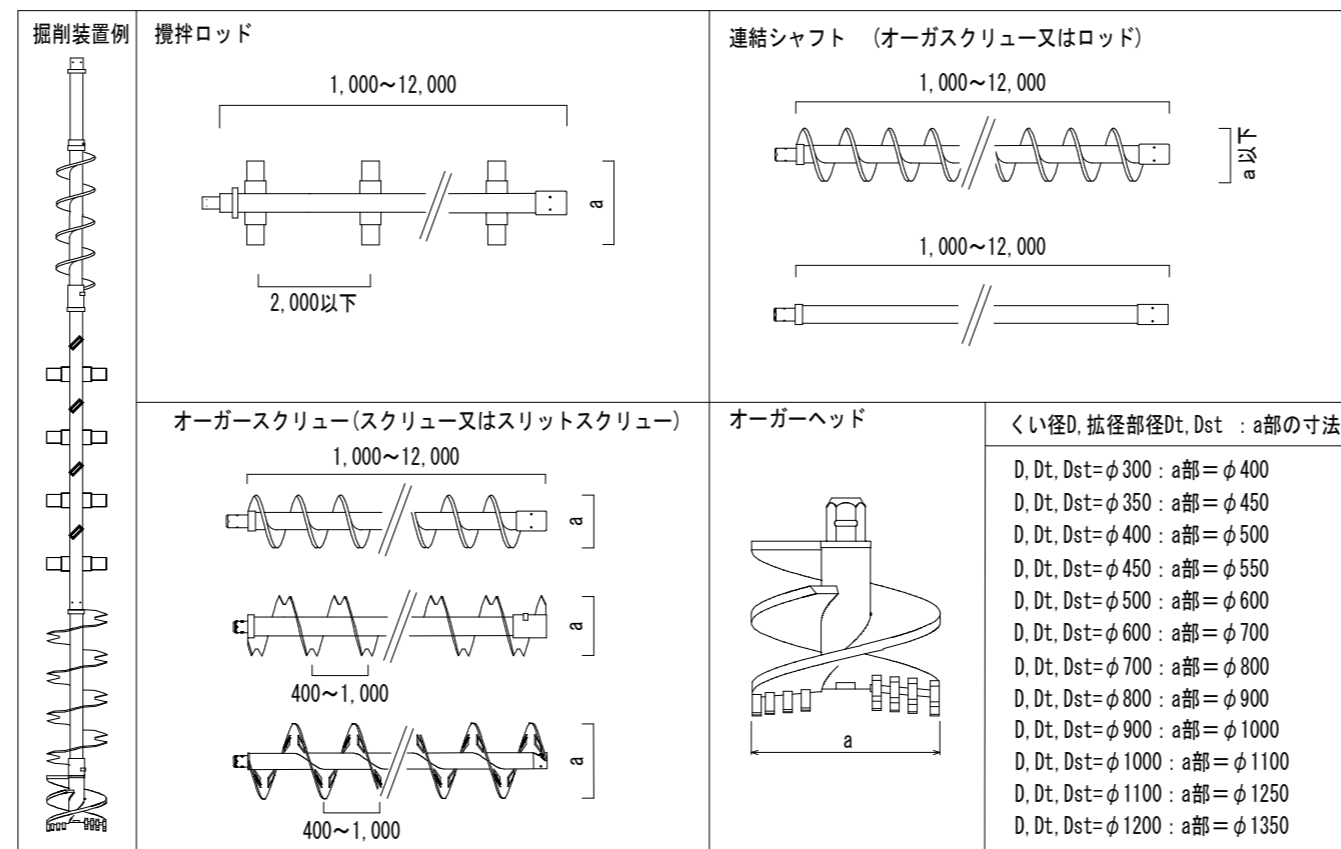 掘削装置例
攪拌ロッド
1,000～12,000
a
2,000以下
連結シャフト　(オーガスクリュー又はロッド)
1,000～12,000
a以下
1,000～12,000
オーガースクリュー(スクリュー又はスリットスクリュー)
1,000～12,000
a
a
400～1,000
a
400～1,000
オーガーヘッド
a
くい径D,拡径部径Dt,Dst ：a部の寸法
D,Dt,Dst=φ300：a部＝φ400
D,Dt,Dst=φ350：a部＝φ450
D,Dt,Dst=φ400：a部＝φ500
D,Dt,Dst=φ450：a部＝φ550
D,Dt,Dst=φ500：a部＝φ600
D,Dt,Dst=φ600：a部＝φ700
D,Dt,Dst=φ700：a部＝φ800
D,Dt,Dst=φ800：a部＝φ900
D,Dt,Dst=φ900：a部＝φ1000
D,Dt,Dst=φ1000：a部＝φ1100
D,Dt,Dst=φ1100：a部＝φ1250
D,Dt,Dst=φ1200：a部＝φ1350